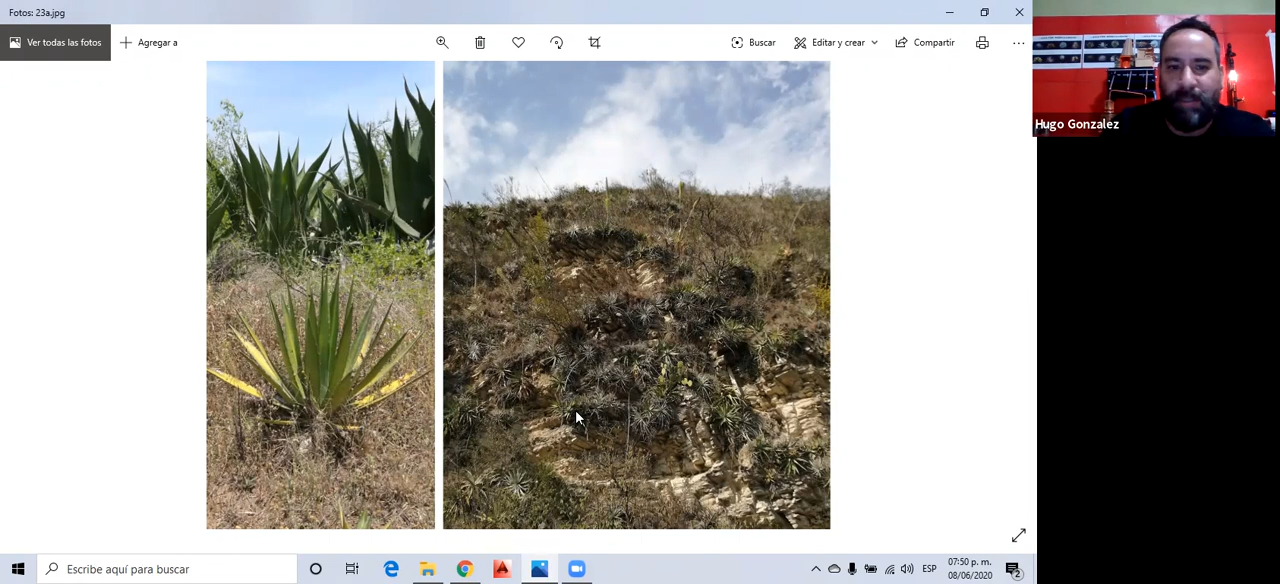 Fotos: 23a.jpg
Ver todas las fotos
Agregar a
Buscar
Editar y crear
Compartir
Hugo Gonzalez
Escribe aquí para buscar
ESP
07:50 p. m.
08/06/2020
2